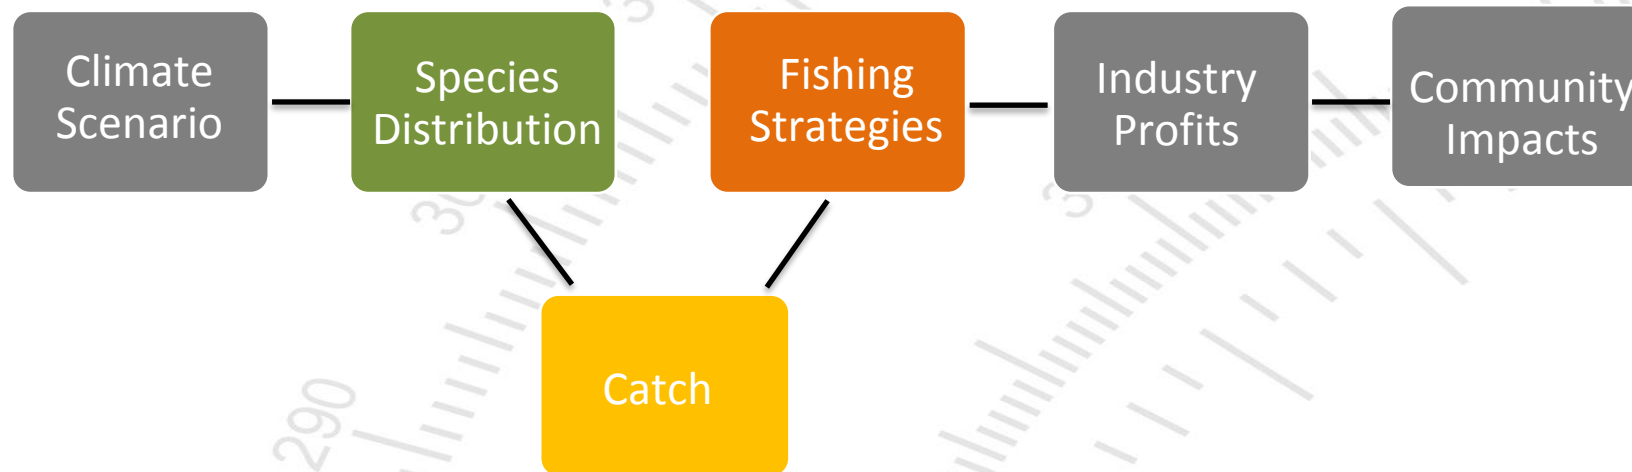 Climate
Scenario
Species
Distribution
Fishing
Strategies
Industry
Profits
Community
Impacts
Catch
290